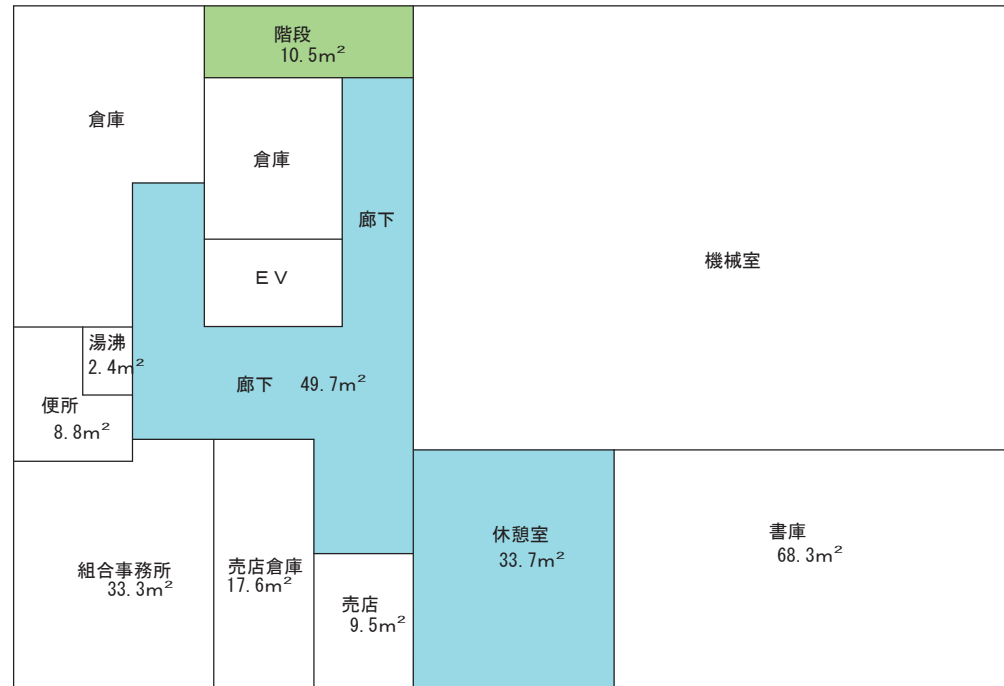 階段
10.5m²
倉庫
倉庫
廊下
機械室
ＥＶ
湯沸
2.4m²
廊下 49.7m²
便所
8.8m²
休憩室
33.7m²
書庫
68.3m²
組合事務所
33.3m²
売店倉庫
17.6m²
売店
9.5m²